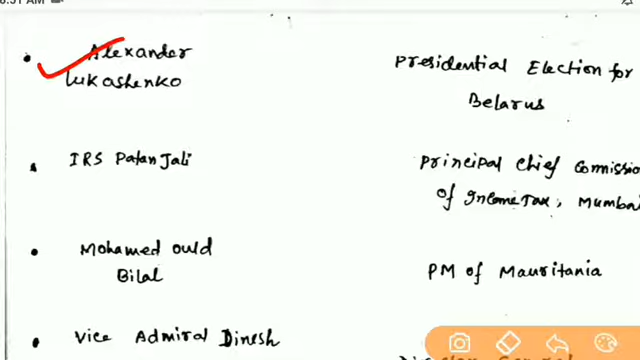 Alexander
Lukashenko
Presidential Election for
Belarus
IRS Patanjali
Principal Chief
of Income Tax, Mumbai
Mohamed ould
Bilal
PM of Mauritania
Vice Admiral Dinesh